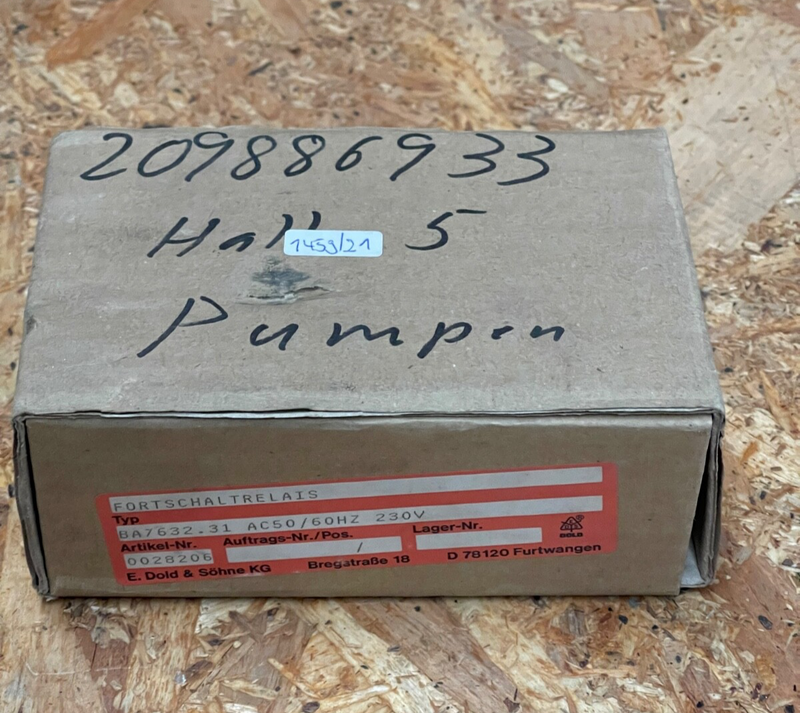 209886933
Hall 5
1459/21
Pumpen
FORTSCHALTRELAIS
Typ
BA7632.31 AC50/60HZ 230V
Artikel-Nr. Auftrags-Nr./Pos. Lager-Nr.
0028206 /
DOLD
E. Dold & Söhne KG Bregstraße 18 D 78120 Furtwangen